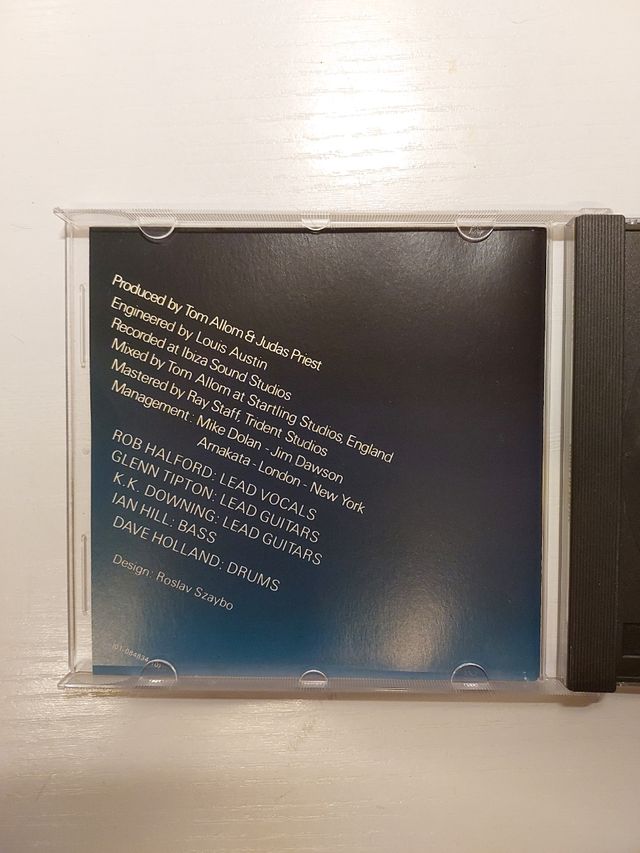 Produced by Tom Allom & Judas Priest
Engineered by Louis Austin
Recorded at Ibiza Sound Studios
Mixed by Tom Allom at Startling Studios, England
Mastered by Ray Staff, Trident Studios
Management: Mike Dolan - Jim Dawson
Arnakata - London - New York
ROB HALFORD: LEAD VOCALS
GLENN TIPTON: LEAD GUITARS
K.K. DOWNING: LEAD GUITARS
IAN HILL: BASS
DAVE HOLLAND: DRUMS
Design: Roslav Szaybo